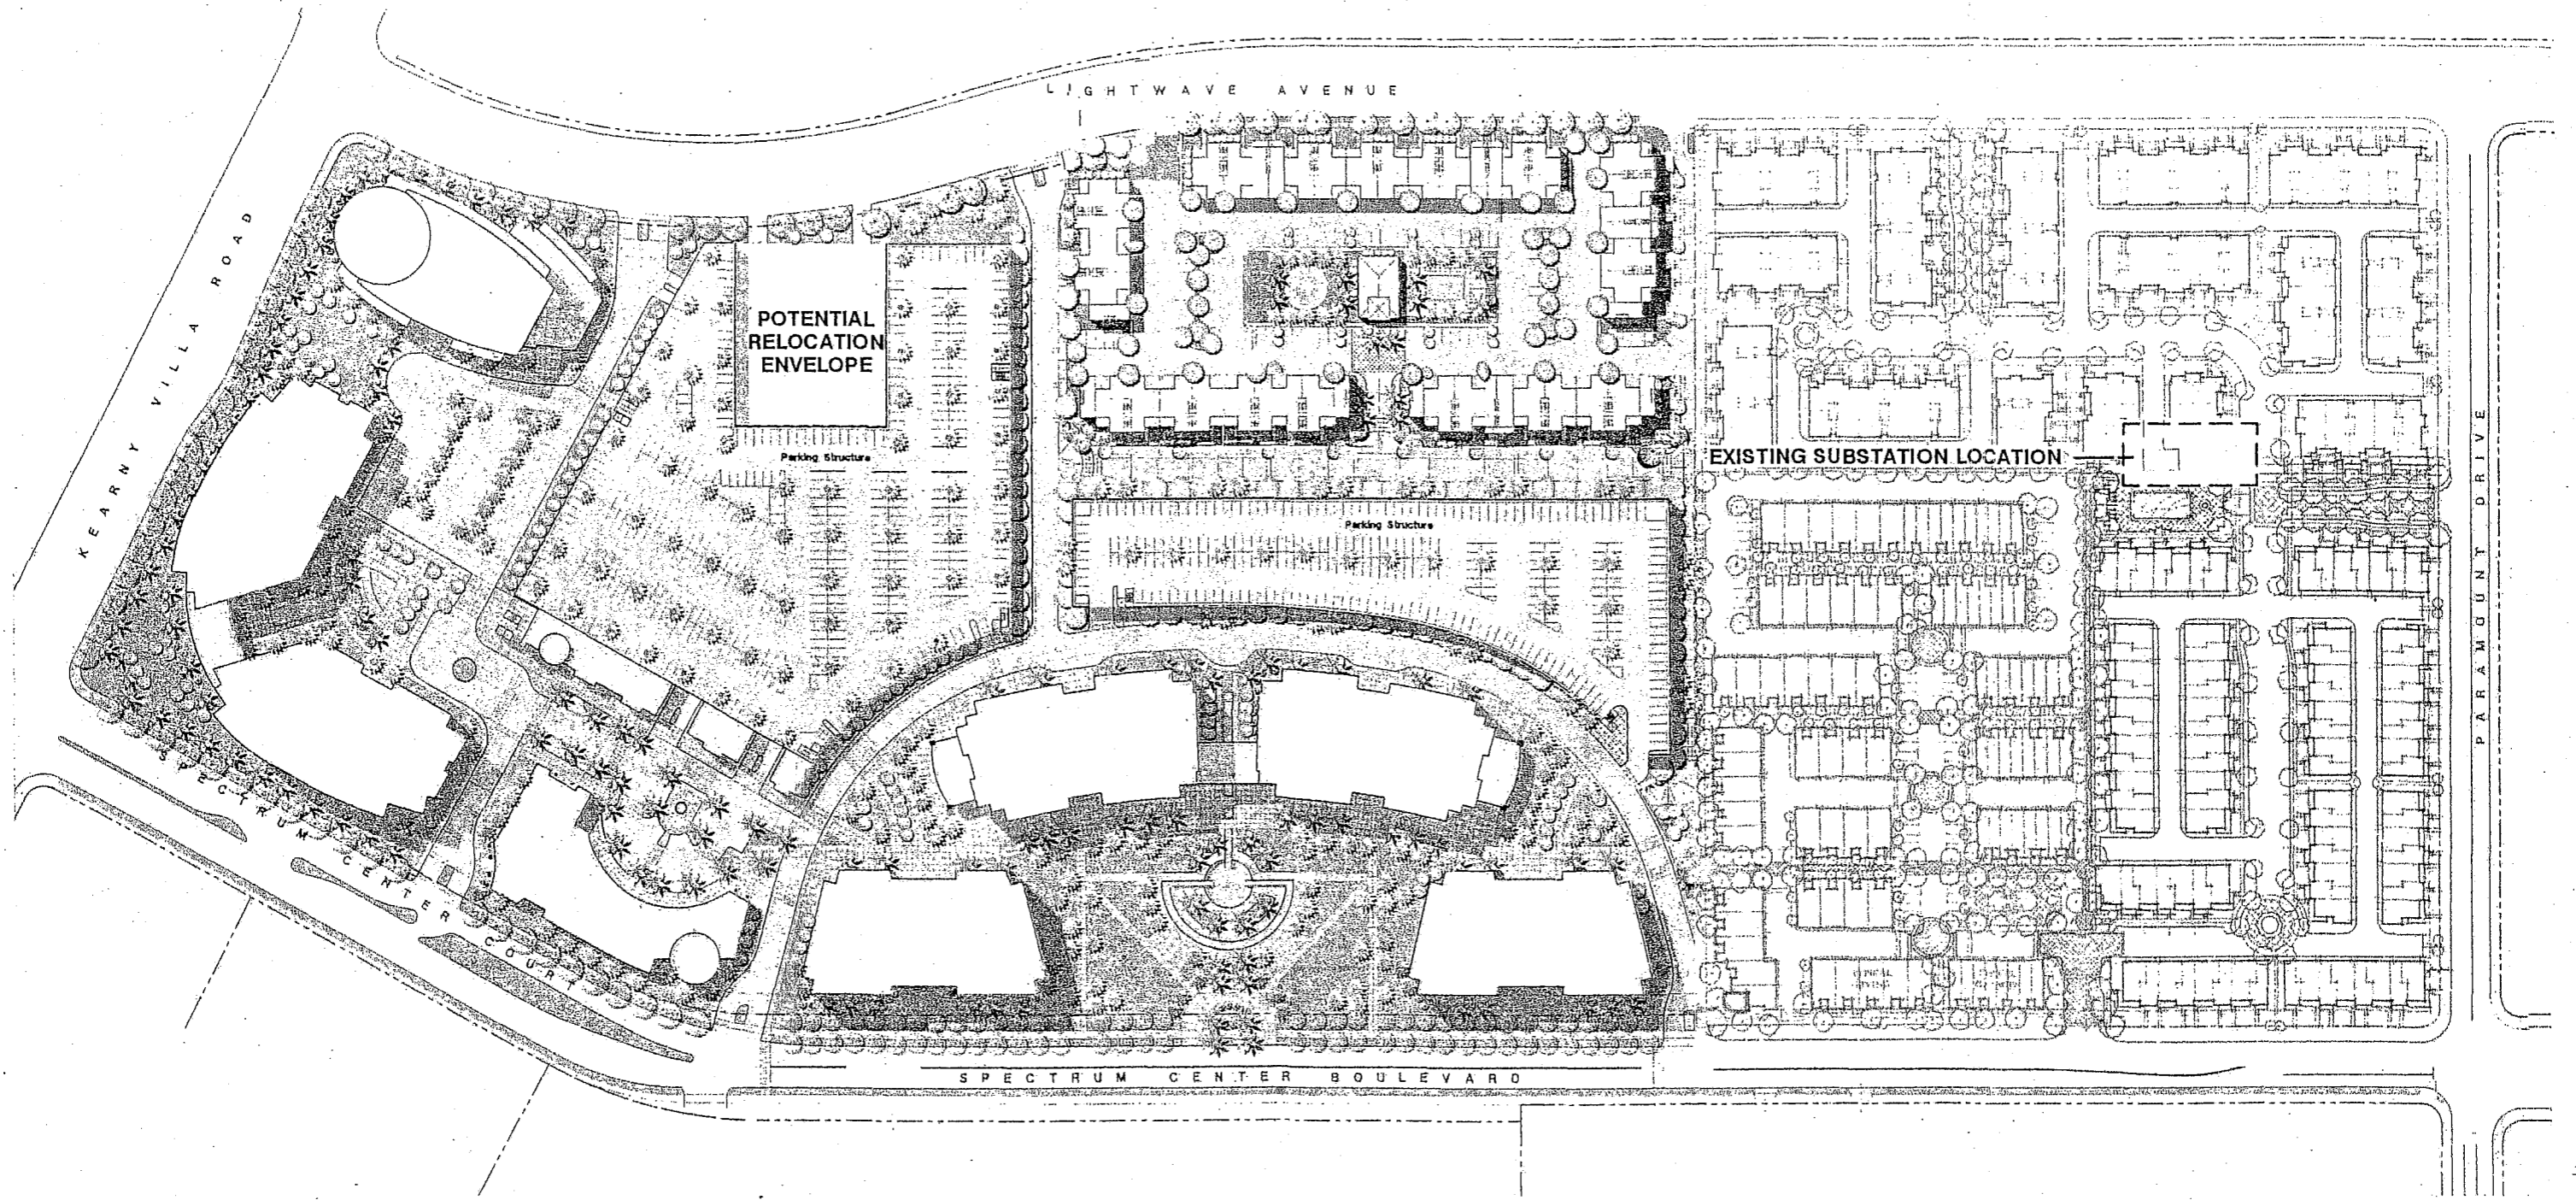 LIGHTWAVE AVENUE
KEARNY VILLA ROAD
POTENTIAL
RELOCATION
ENVELOPE
Parking Structure
EXISTING SUBSTATION LOCATION
Parking Structure
PARAMOUNT DRIVE
SPECTRUM CENTER COURT
SPECTRUM CENTER BOULEVARD